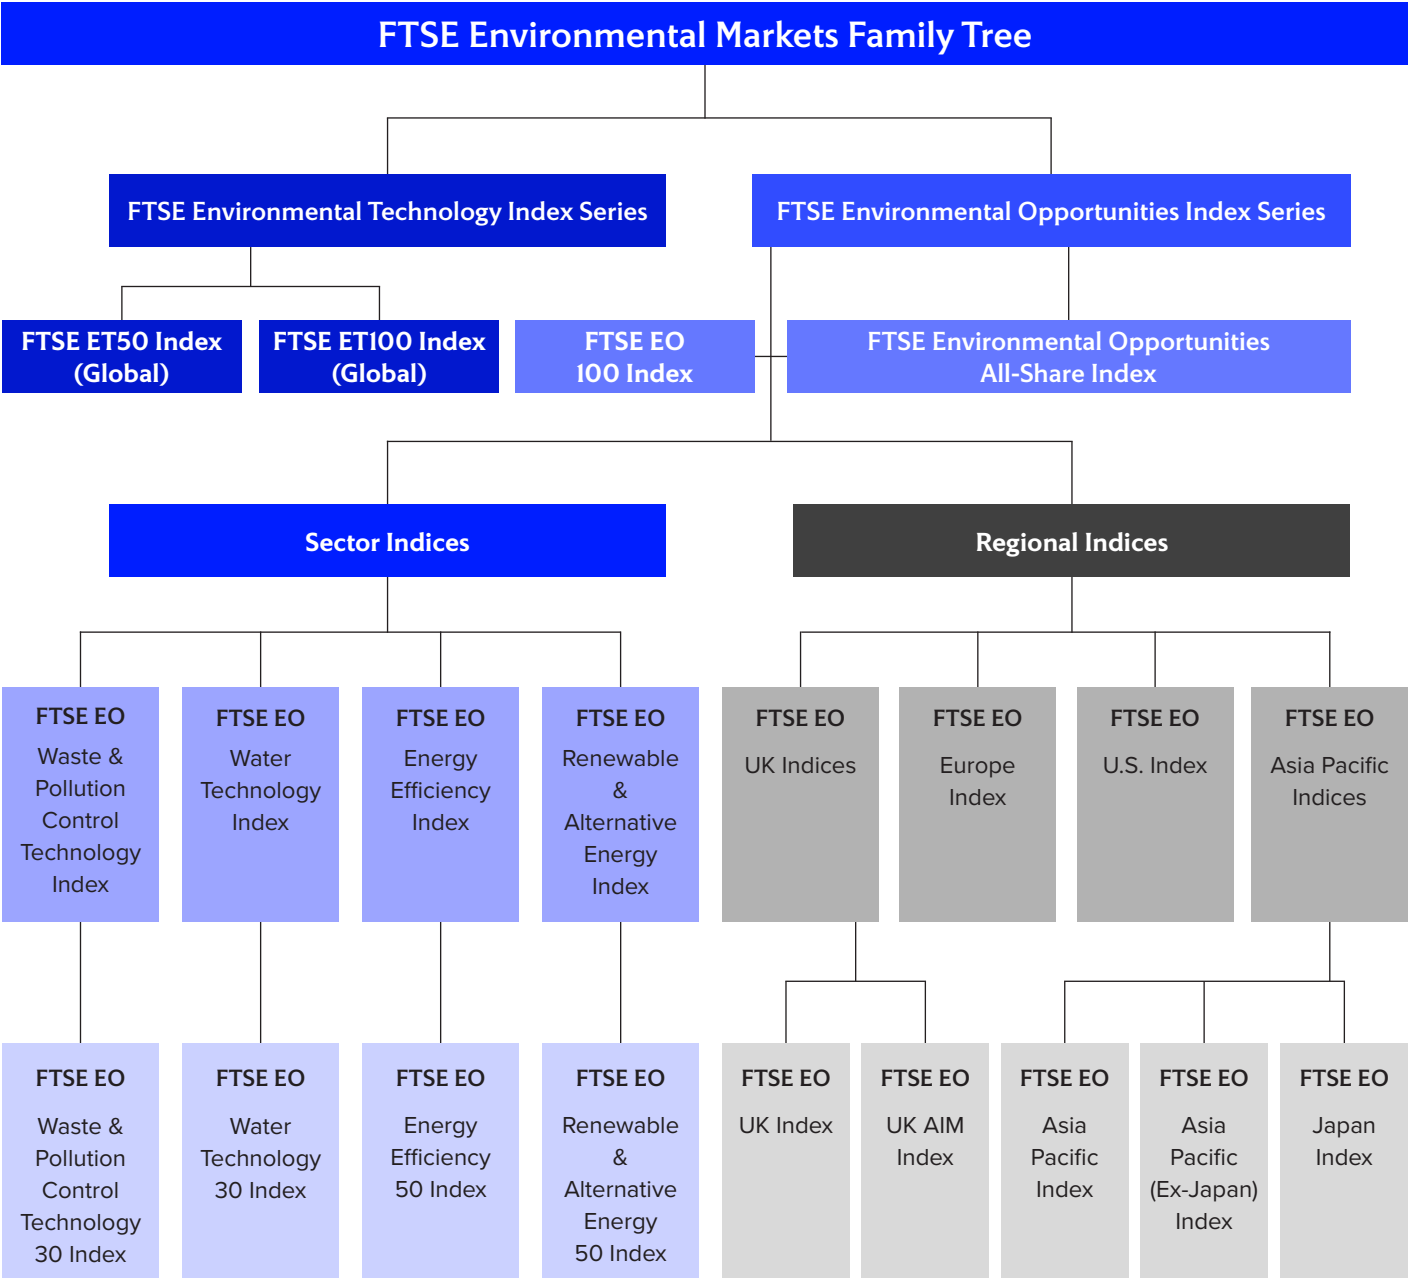 FTSE Environmental Markets Family Tree
FTSE Environmental Technology Index Series
FTSE Environmental Opportunities Index Series
FTSE ET50 Index
(Global)
FTSE ET100 Index
(Global)
FTSE EO
100 Index
FTSE Environmental Opportunities
All-Share Index
Sector Indices
Regional Indices
FTSE EO
Waste &
Pollution
Control
Technology
Index
FTSE EO
Water
Technology
Index
FTSE EO
Energy
Efficiency
Index
FTSE EO
Renewable
&
Alternative
Energy
Index
FTSE EO
UK Indices
FTSE EO
Europe
Index
FTSE EO
U.S. Index
FTSE EO
Asia Pacific
Indices
FTSE EO
Waste &
Pollution
Control
Technology
30 Index
FTSE EO
Water
Technology
30 Index
FTSE EO
Energy
Efficiency
50 Index
FTSE EO
Renewable
&
Alternative
Energy
50 Index
FTSE EO
UK Index
FTSE EO
UK AIM
Index
FTSE EO
Asia
Pacific
Index
FTSE EO
Asia
Pacific
(Ex-Japan)
Index
FTSE EO
Japan
Index